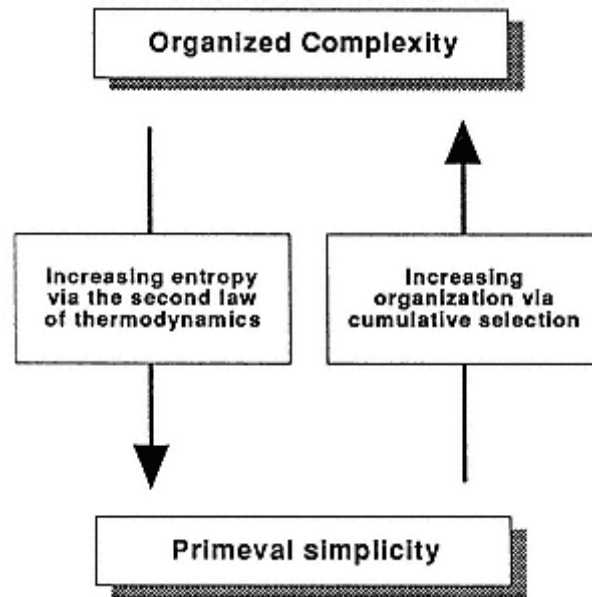 Organized Complexity
Increasing entropy
via the second law
of thermodynamics
Increasing
organization via
cumulative selection
Primeval simplicity